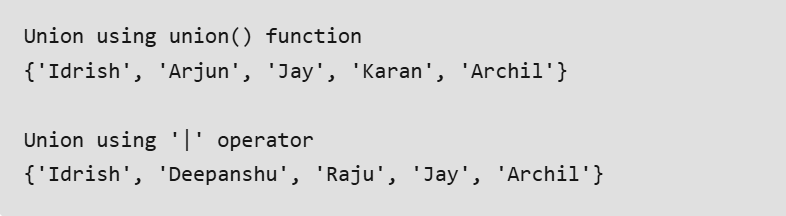 Union using union() function
{'Idrish', 'Arjun', 'Jay', 'Karan', 'Archil'}
Union using '|' operator
{'Idrish', 'Deepanshu', 'Raju', 'Jay', 'Archil'}